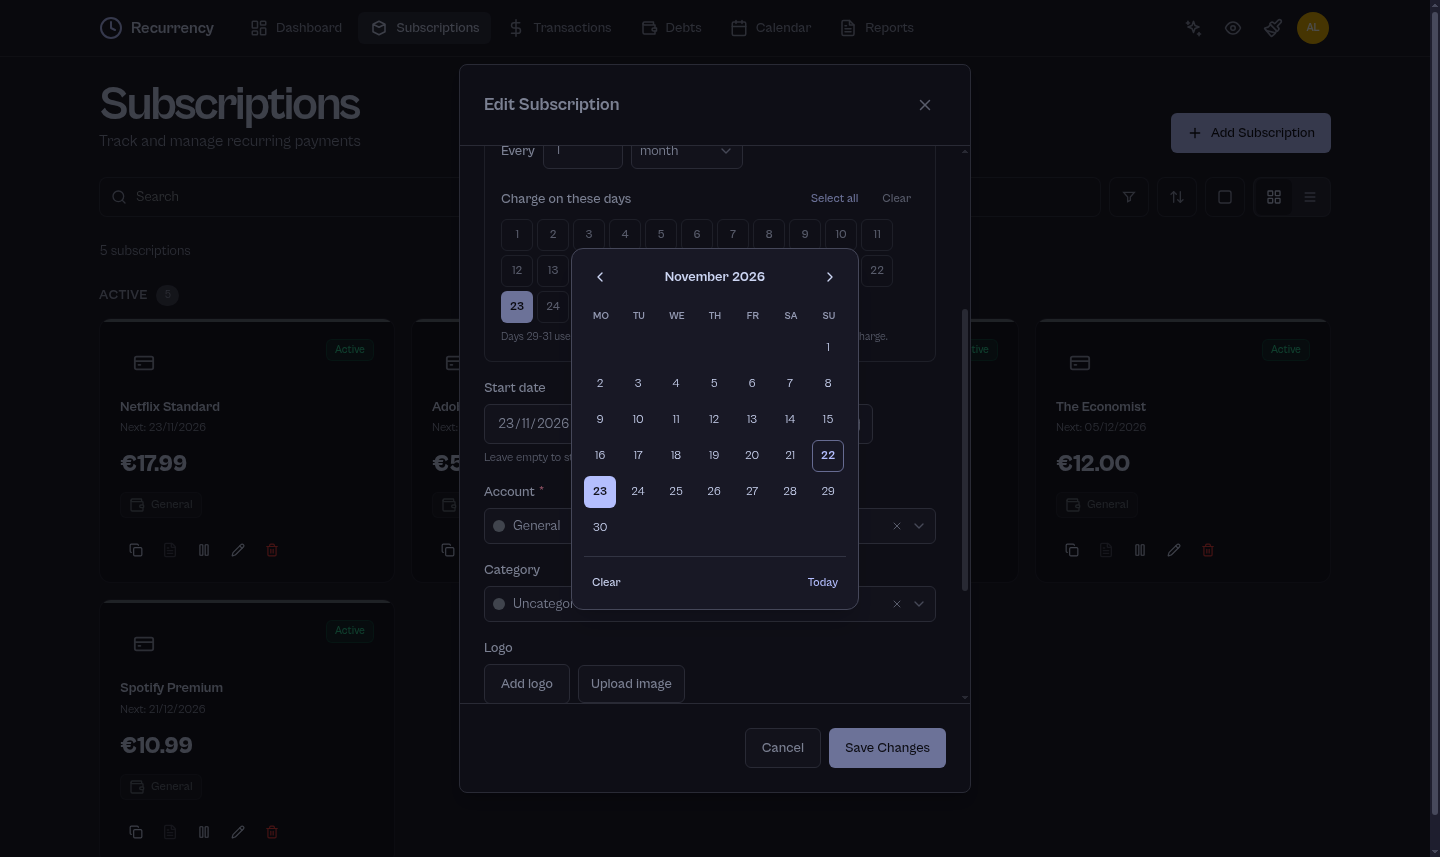 Recurrency
Dashboard
Subscriptions
Transactions
Debts
Calendar
Reports
AL
Subscriptions
Track and manage recurring payments
Add Subscription
Search
5 subscriptions
ACTIVE 5
Active
Netflix Standard
Next: 23/11/2026
€17.99
General
Active
The Economist
Next: 05/12/2026
€12.00
General
Active
Spotify Premium
Next: 21/12/2026
€10.99
General
Edit Subscription
Every 1 month
Charge on these days
Select all
Clear
1 2 3 4 5 6 7 8 9 10 11
12 13 22
23 24
Days 29-31 use
Start date
23/11/2026
Leave empty to
Account *
General
Category
Logo
Add logo
Upload image
Cancel
Save Changes
November 2026
MO TU WE TH FR SA SU
1
2 3 4 5 6 7 8
9 10 11 12 13 14 15
16 17 18 19 20 21 22
23 24 25 26 27 28 29
30
Clear
Today